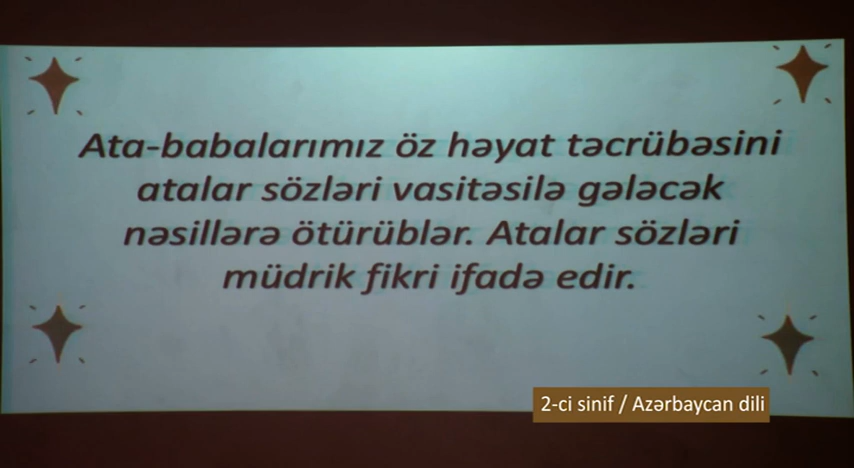 Ata-babalarımız öz həyat təcrübəsini
atalar sözləri vasitəsilə gələcək
nəsillərə ötürüblər. Atalar sözləri
müdrik fikri ifadə edir.
2-ci sinif / Azərbaycan dili